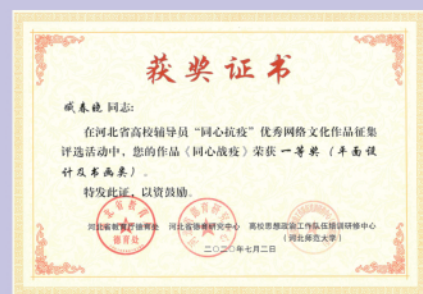 获奖证书
臧春晓 同志:
在河北省高校辅导员“同心抗疫”优秀网络文化作品征集
评选活动中，您的作品《同心战疫》荣获 一等奖（平面设
计及书画类）。
特发此证，以资鼓励。
河北省教育厅德育处 河北省德育研究中心 高校思想政治工作队伍培训研修中心
（河北师范大学）
二〇二〇年七月二日